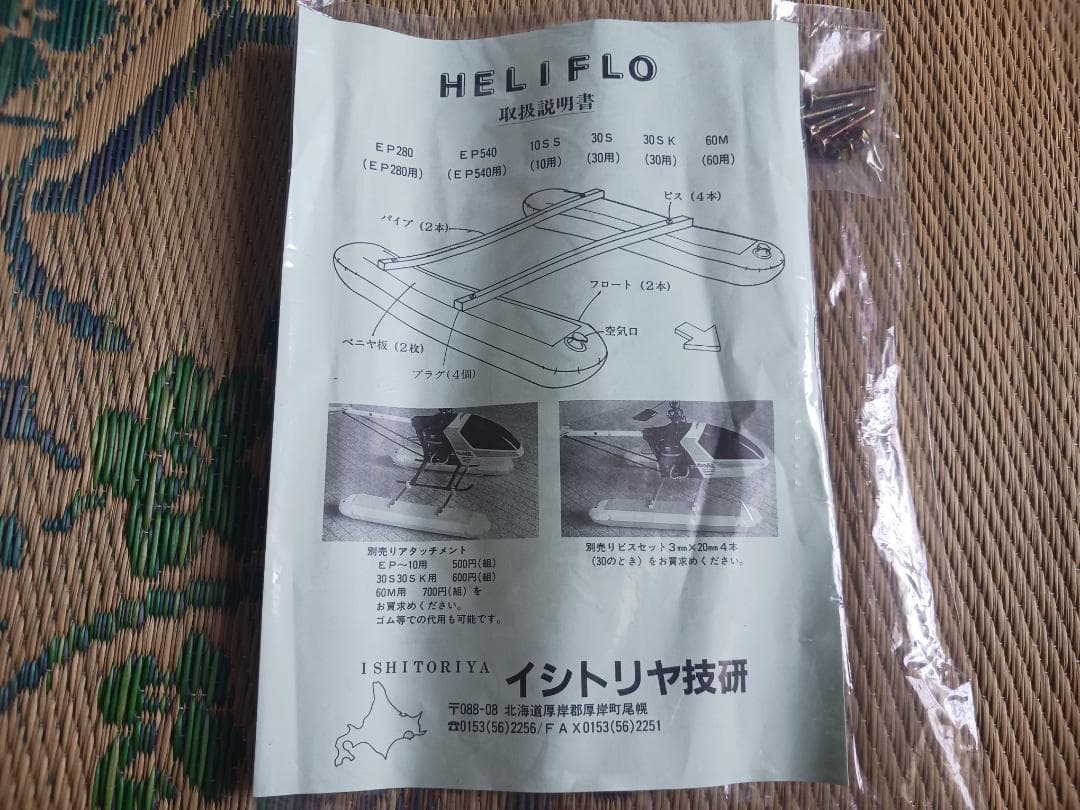 HELIFLO
取扱説明書
EP280 EP540 10SS 30S 30SK 60M
(EP280用) (EP540用) (10用) (30用) (30用) (60用)
ビス(4本)
パイプ(2本)
フロート(2本)
空気口
ベニヤ板(2枚)
プラグ(4個)
別売りアタッチメント
EP〜10用 500円(組)
30S30SK用 600円(組)
60M用 700円(組)を
お買求めください。
ゴム等での代用も可能です。
別売りビスセット3mm×20mm4本
(30のとき)をお買求めください。
ISHITORIYA イシトリヤ技研
〒088-08 北海道厚岸郡厚岸町尾幌
☎0153(56)2256/FAX0153(56)2251